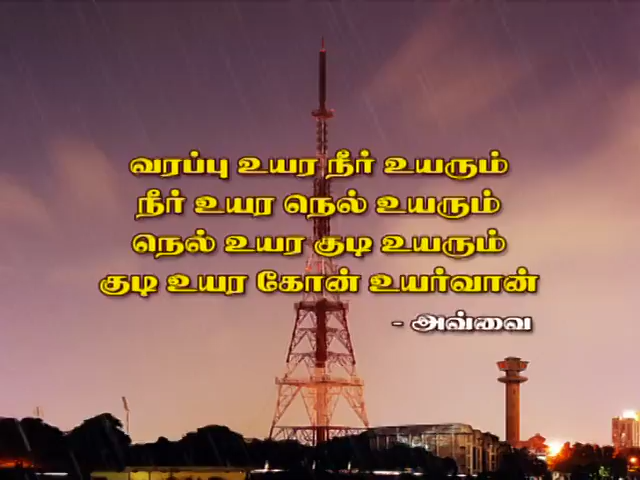 வரப்பு உயர நீர் உயரும்
நீர் உயர நெல் உயரும்
நெல் உயர குடி உயரும்
குடி உயர கோன் உயர்வான்
- அவ்வை